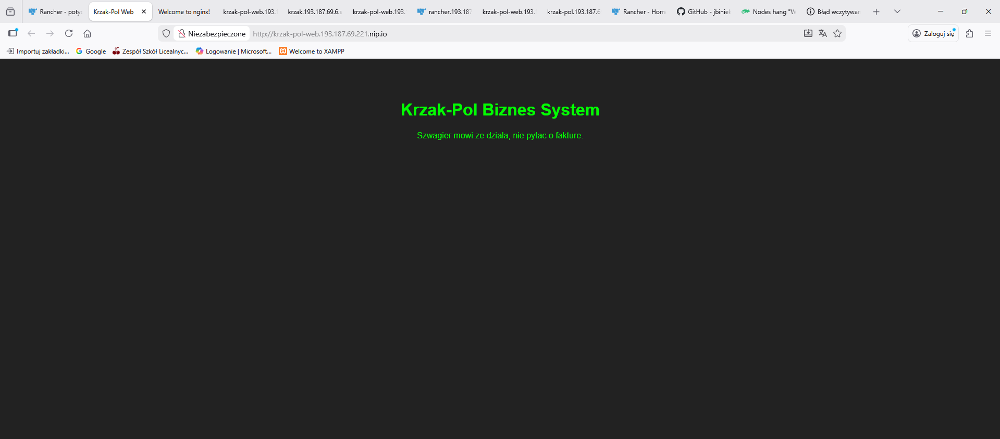 Rancher - poty
Krzak-Pol Web
Welcome to nginx!
krzak-pol-web.193.
krzak.193.187.69.6.s
krzak-pol-web.193.
rancher.193.187
krzak-pol-web.193.
krzak-pol.193.187.6
Rancher - Hom
GitHub - jbiniek
Nodes hang "W
Błąd wczytywan
Niezabezpieczone
http://krzak-pol-web.193.187.69.221.nip.io
Zaloguj się
Importuj zakładki...
Google
Zespół Szkół Licealnyc...
Logowanie | Microsoft...
Welcome to XAMPP
Krzak-Pol Biznes System
Szwagier mowi ze dziala, nie pytac o fakture.